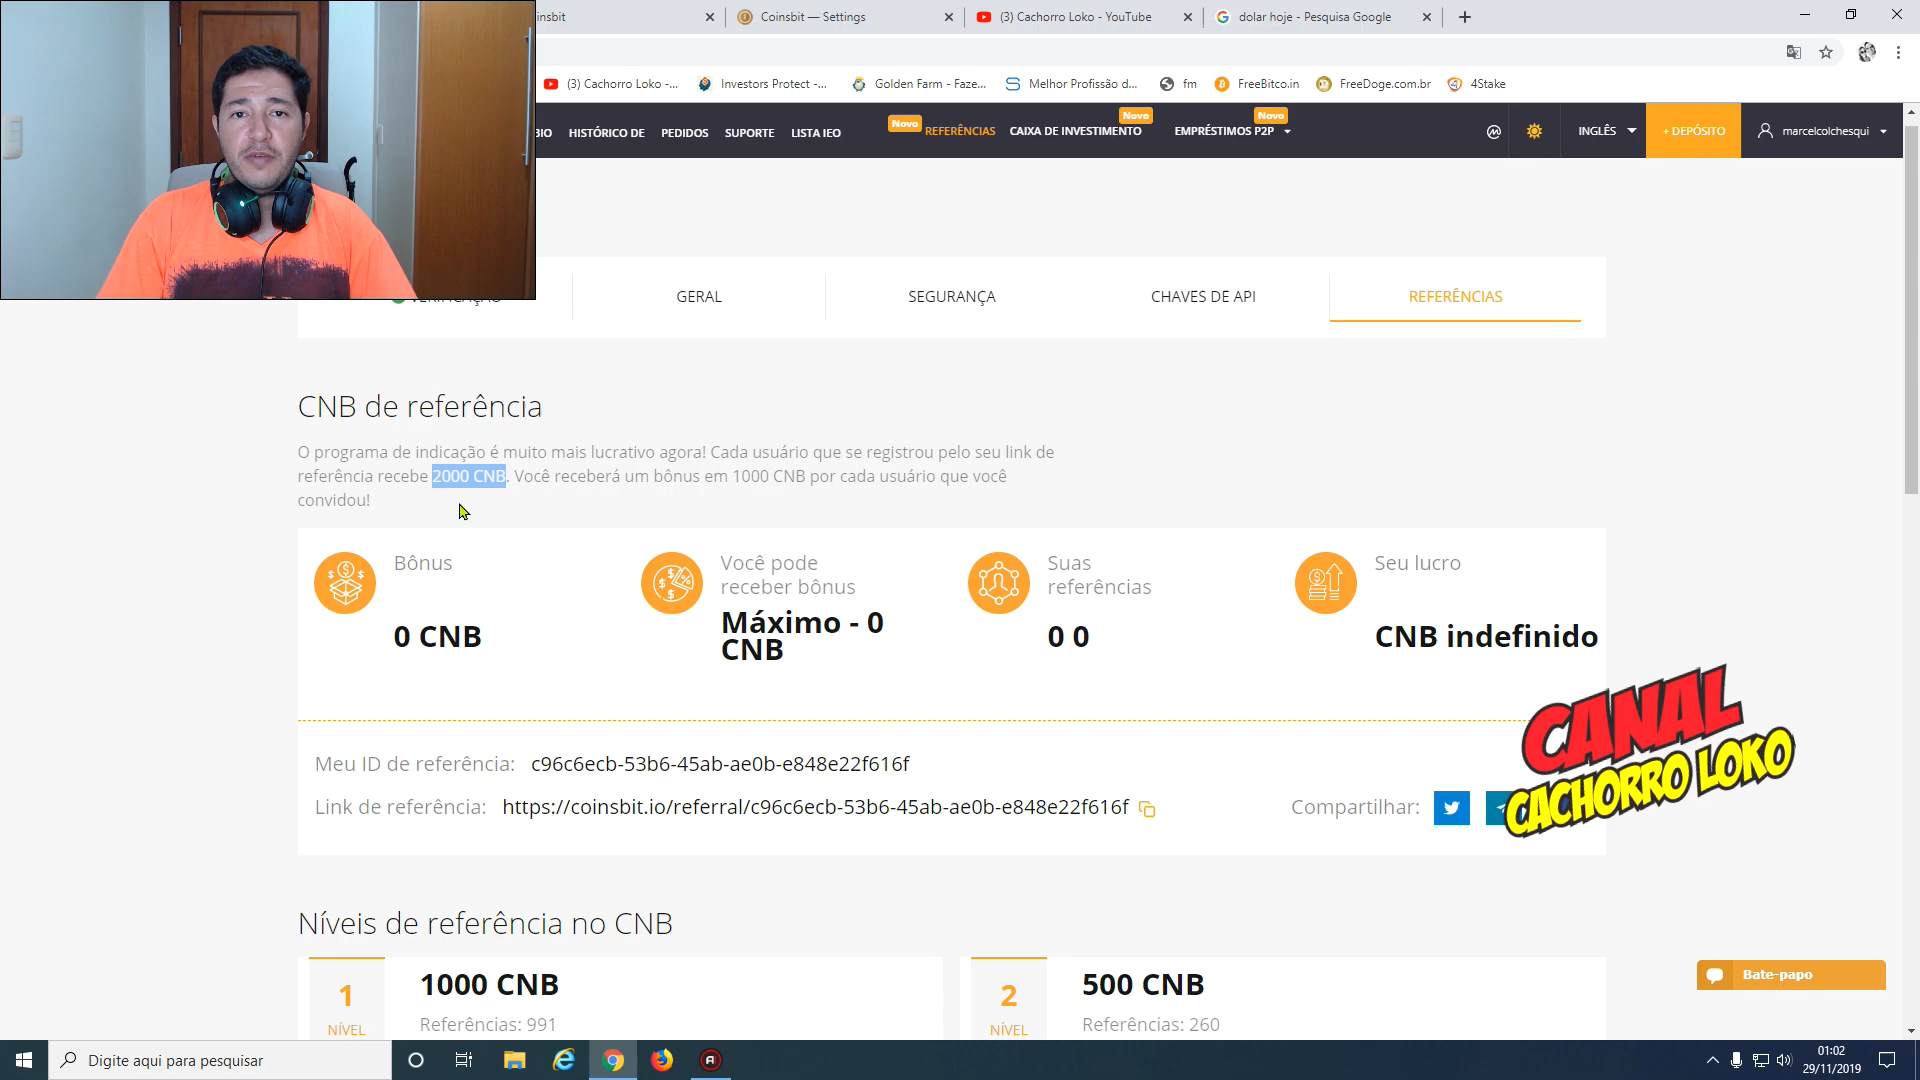 insbit
Coinsbit — Settings
(3) Cachorro Loko - YouTube
dolar hoje - Pesquisa Google
(3) Cachorro Loko -...
Investors Protect -...
Golden Farm - Faze...
Melhor Profissão d...
fm
FreeBitco.in
FreeDoge.com.br
4Stake
BIO
HISTÓRICO DE
PEDIDOS
SUPORTE
LISTA IEO
Novo
REFERÊNCIAS
CAIXA DE INVESTIMENTO
Novo
EMPRÉSTIMOS P2P
Novo
INGLÊS
+ DEPÓSITO
marcelcolchesqui
GERAL
SEGURANÇA
CHAVES DE API
REFERÊNCIAS
CNB de referência
O programa de indicação é muito mais lucrativo agora! Cada usuário que se registrou pelo seu link de
referência recebe 2000 CNB. Você receberá um bônus em 1000 CNB por cada usuário que você
convidou!
Bônus
0 CNB
Você pode
receber bônus
Máximo - 0
CNB
Suas
referências
0 0
Seu lucro
CNB indefinido
Meu ID de referência: c96c6ecb-53b6-45ab-ae0b-e848e22f616f
Link de referência: https://coinsbit.io/referral/c96c6ecb-53b6-45ab-ae0b-e848e22f616f
Compartilhar:
CANAL
CACHORRO LOKO
Níveis de referência no CNB
1
NÍVEL
1000 CNB
Referências: 991
2
NÍVEL
500 CNB
Referências: 260
Bate-papo
Digite aqui para pesquisar
01:02
29/11/2019